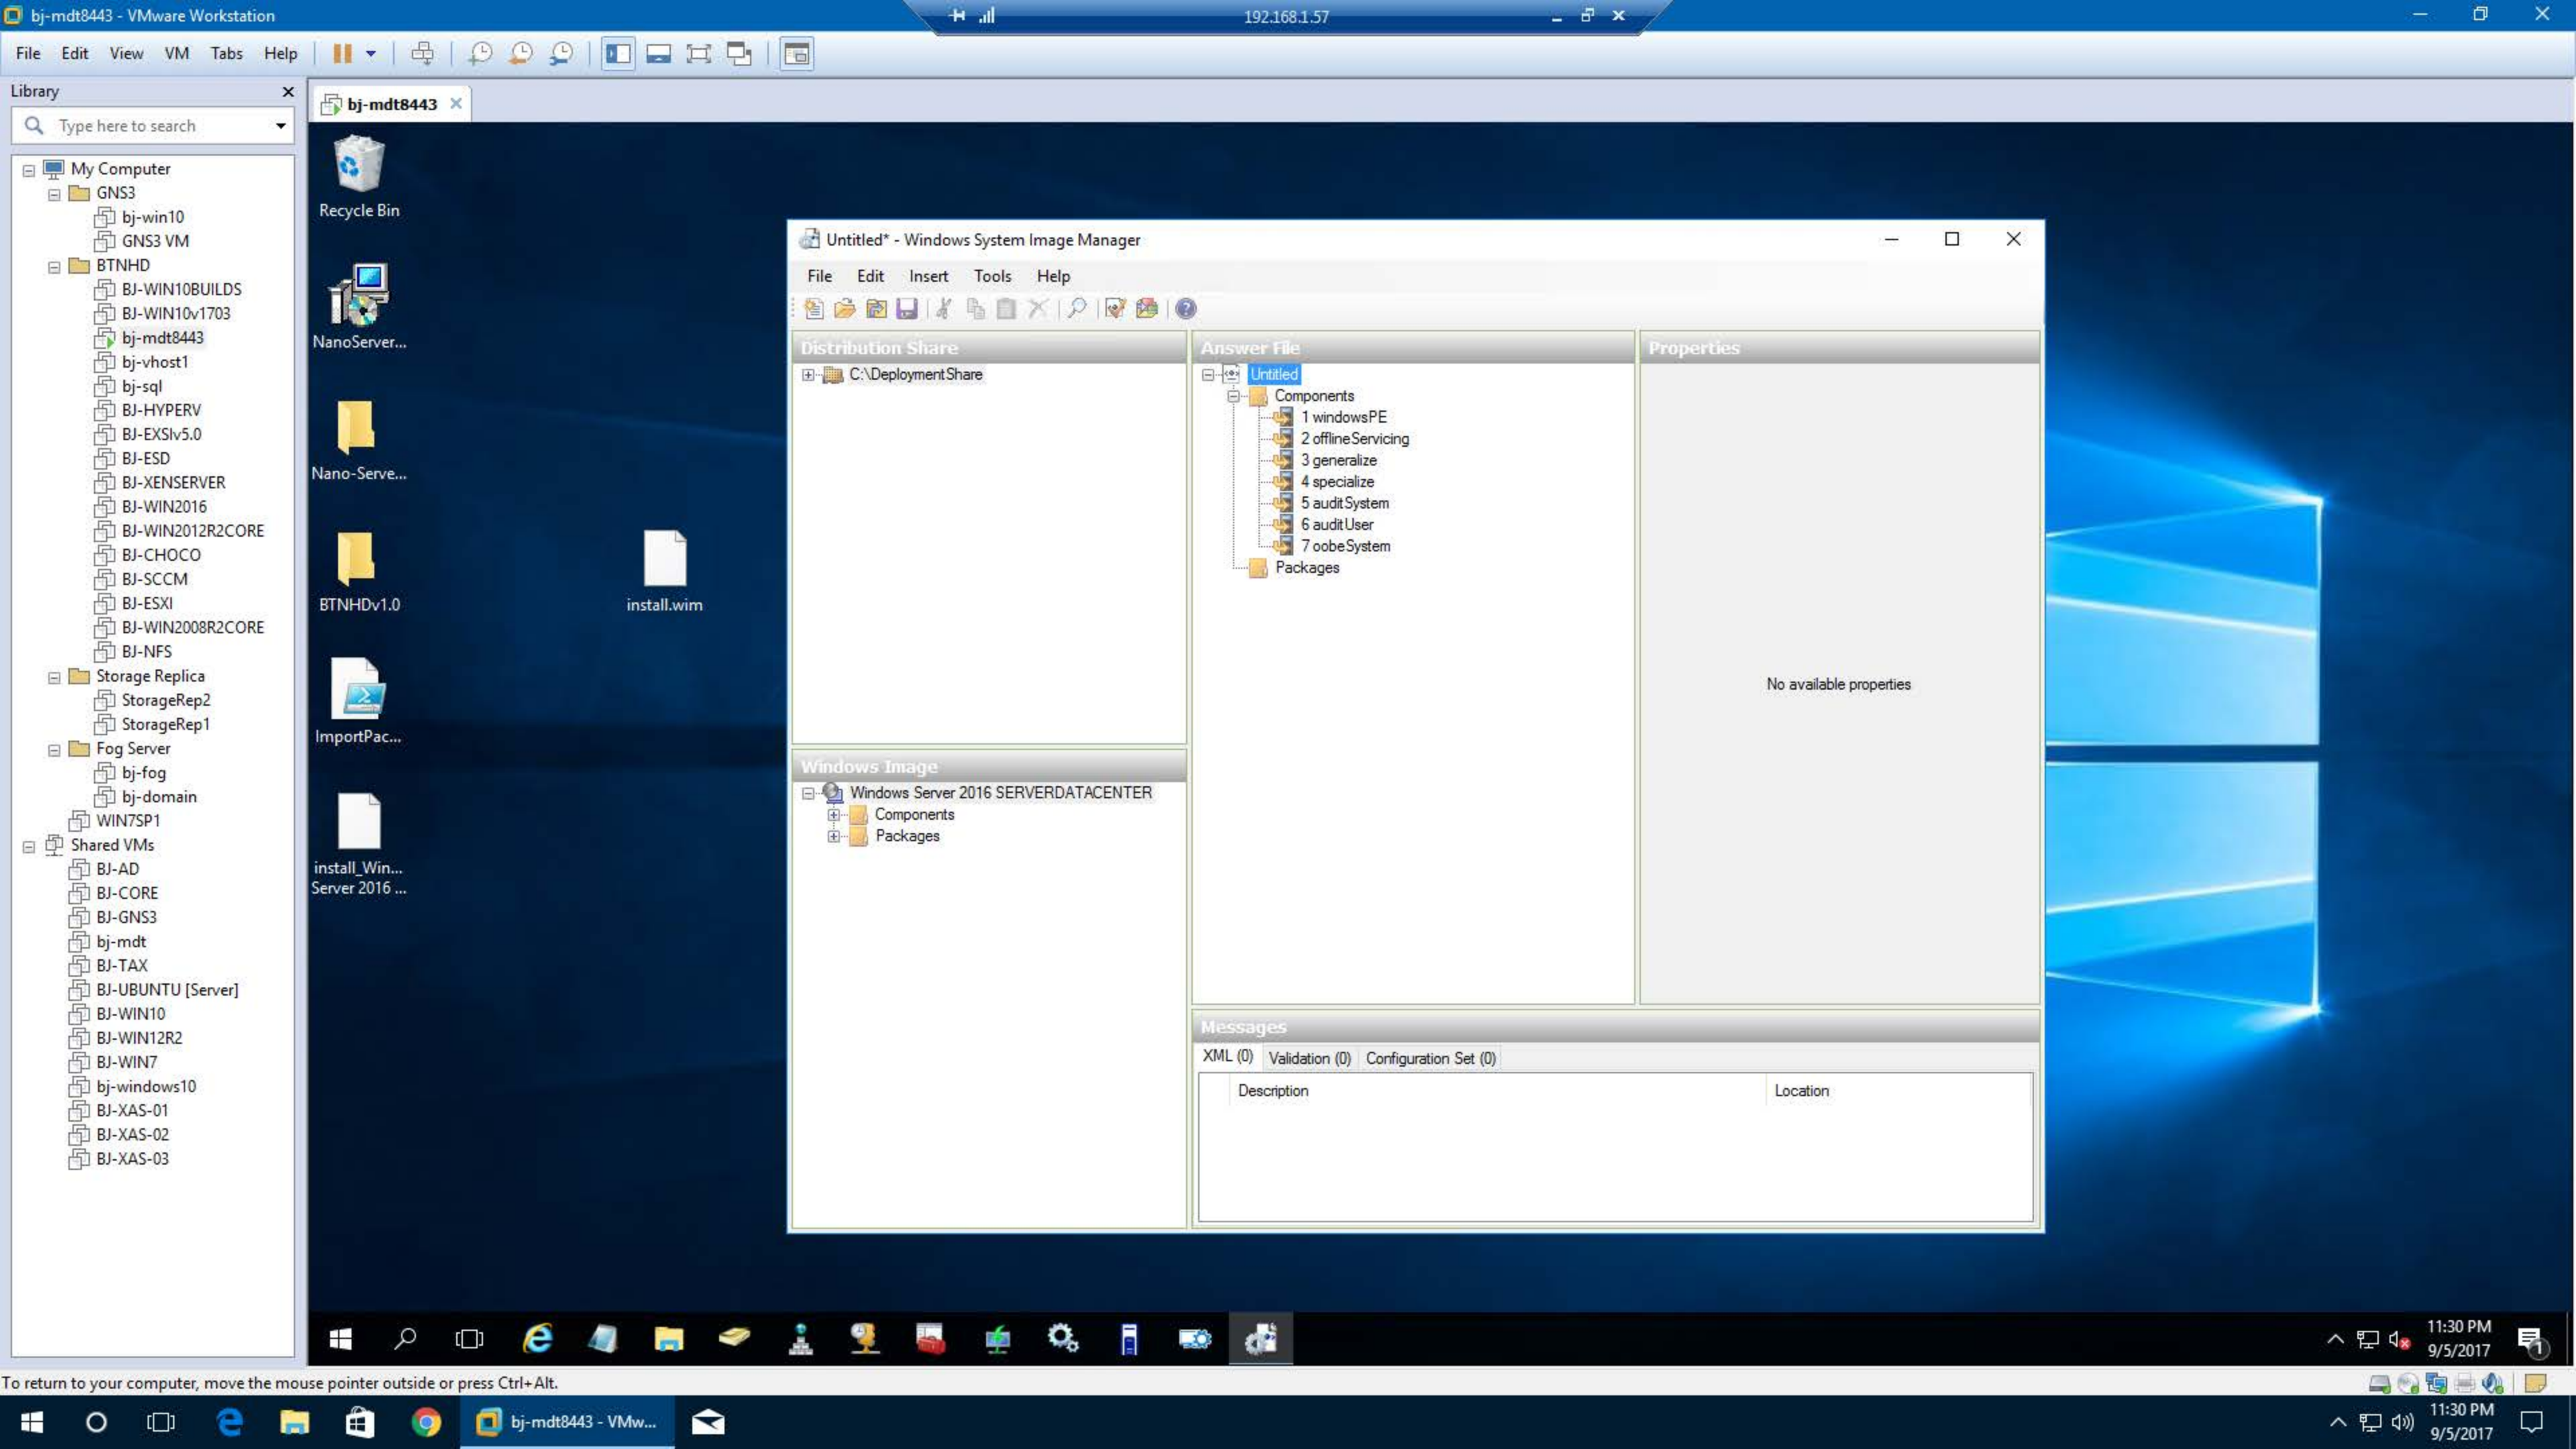 bj-mdt8443 - VMware Workstation
192.168.1.57
File Edit View VM Tabs Help
Library
bj-mdt8443
Type here to search
My Computer
GNS3
bj-win10
GNS3 VM
BTNHD
BJ-WIN10BUILDS
BJ-WIN10v1703
bj-mdt8443
bj-vhost1
bj-sql
BJ-HYPERV
BJ-EXSIv5.0
BJ-ESD
BJ-XENSERVER
BJ-WIN2016
BJ-WIN2012R2CORE
BJ-CHOCO
BJ-SCCM
BJ-ESXI
BJ-WIN2008R2CORE
BJ-NFS
Storage Replica
StorageRep2
StorageRep1
Fog Server
bj-fog
bj-domain
WIN7SP1
Shared VMs
BJ-AD
BJ-CORE
BJ-GNS3
bj-mdt
BJ-TAX
BJ-UBUNTU [Server]
BJ-WIN10
BJ-WIN12R2
BJ-WIN7
bj-windows10
BJ-XAS-01
BJ-XAS-02
BJ-XAS-03
Recycle Bin
NanoServer...
Nano-Serve...
BTNHDv1.0
install.wim
ImportPac...
install_Win...
Server 2016 ...
Untitled* - Windows System Image Manager
File Edit Insert Tools Help
Distribution Share
C:\DeploymentShare
Windows Image
Windows Server 2016 SERVERDATACENTER
Components
Packages
Answer File
Untitled
Components
1 windowsPE
2 offlineServicing
3 generalize
4 specialize
5 auditSystem
6 auditUser
7 oobeSystem
Packages
Properties
No available properties
Messages
XML (0) Validation (0) Configuration Set (0)
Description Location
11:30 PM
9/5/2017
1
To return to your computer, move the mouse pointer outside or press Ctrl+Alt.
bj-mdt8443 - VMw...
11:30 PM
9/5/2017